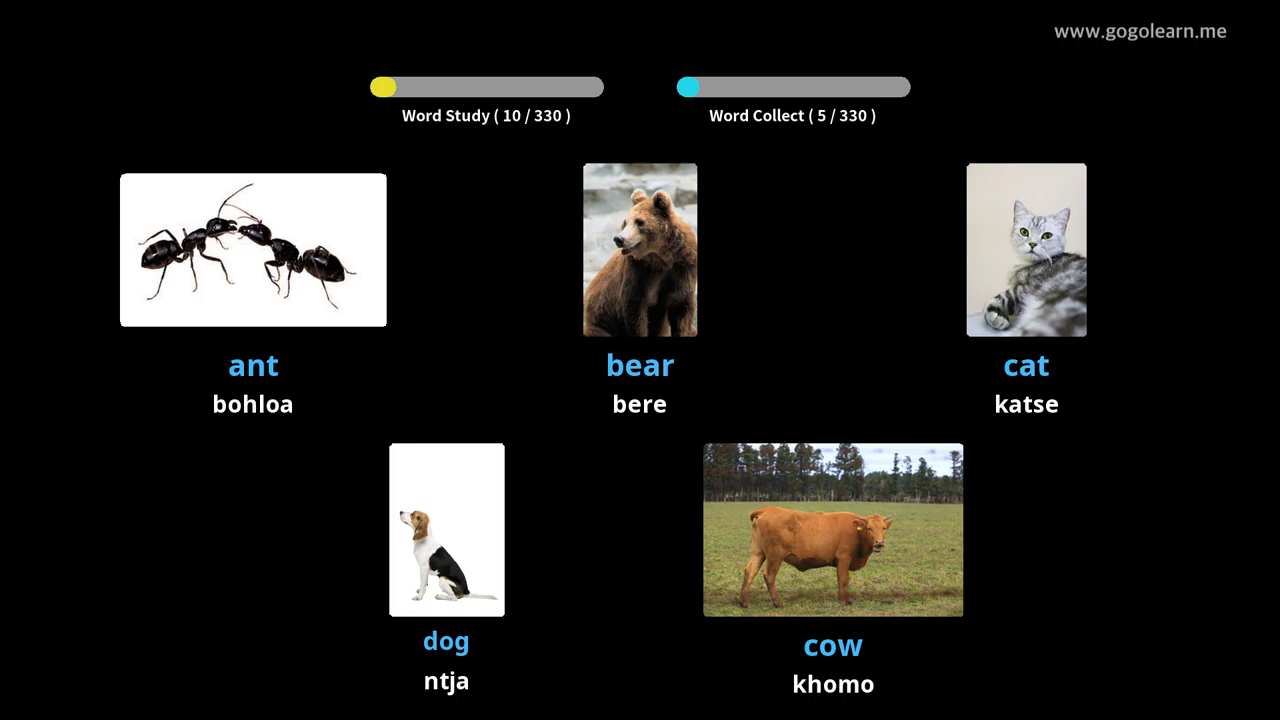 www.gogolearn.me
Word Study ( 10 / 330 )
Word Collect ( 5 / 330 )
ant
bohloa
bear
bere
cat
katse
dog
ntja
cow
khomo